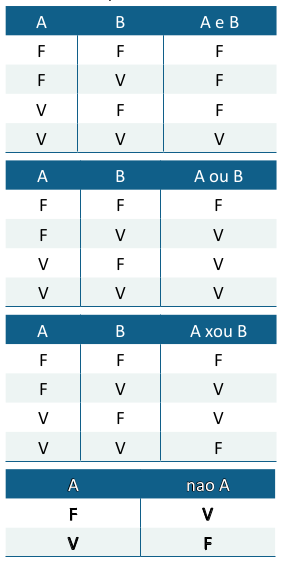 A B A e B
F F F
F V F
V F F
V V V
A B A ou B
F F F
F V V
V F V
V V V
A B A xou B
F F F
F V V
V F V
V V F
A nao A
F V
V F